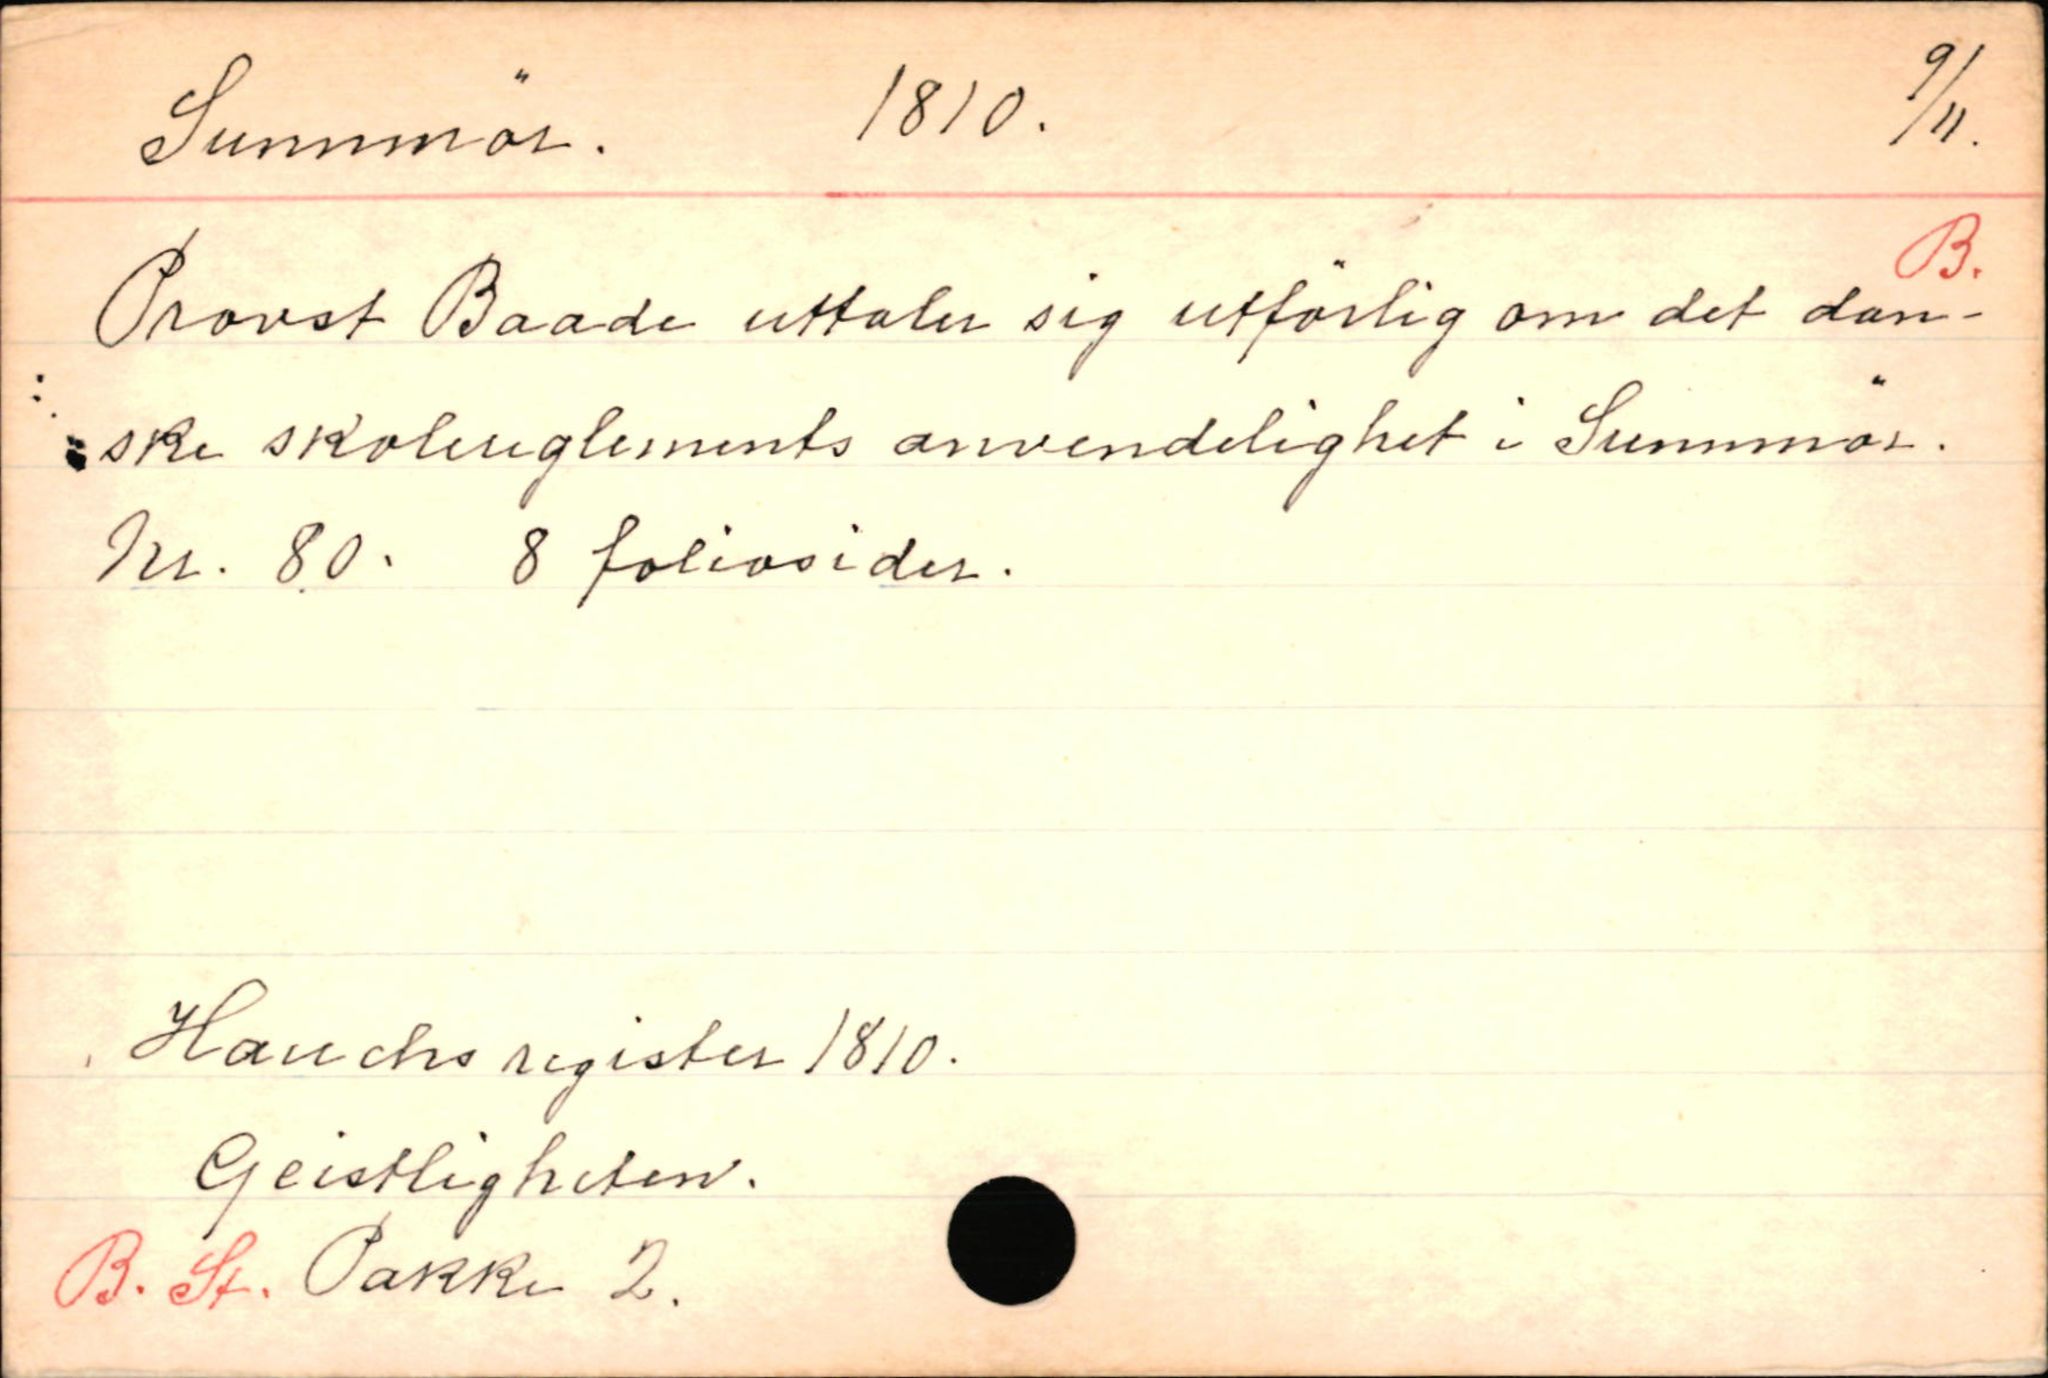 Sunnmör. 1810. 9/11.
B.
Provst Baade uttaler sig utförlig om det dan-
ske skolereglements anvendelighet i Sunnmör.
Nr. 80. 8 foliosider.
Hauchs register 1810.
Geistligheten.
B. St. Pakke 2.